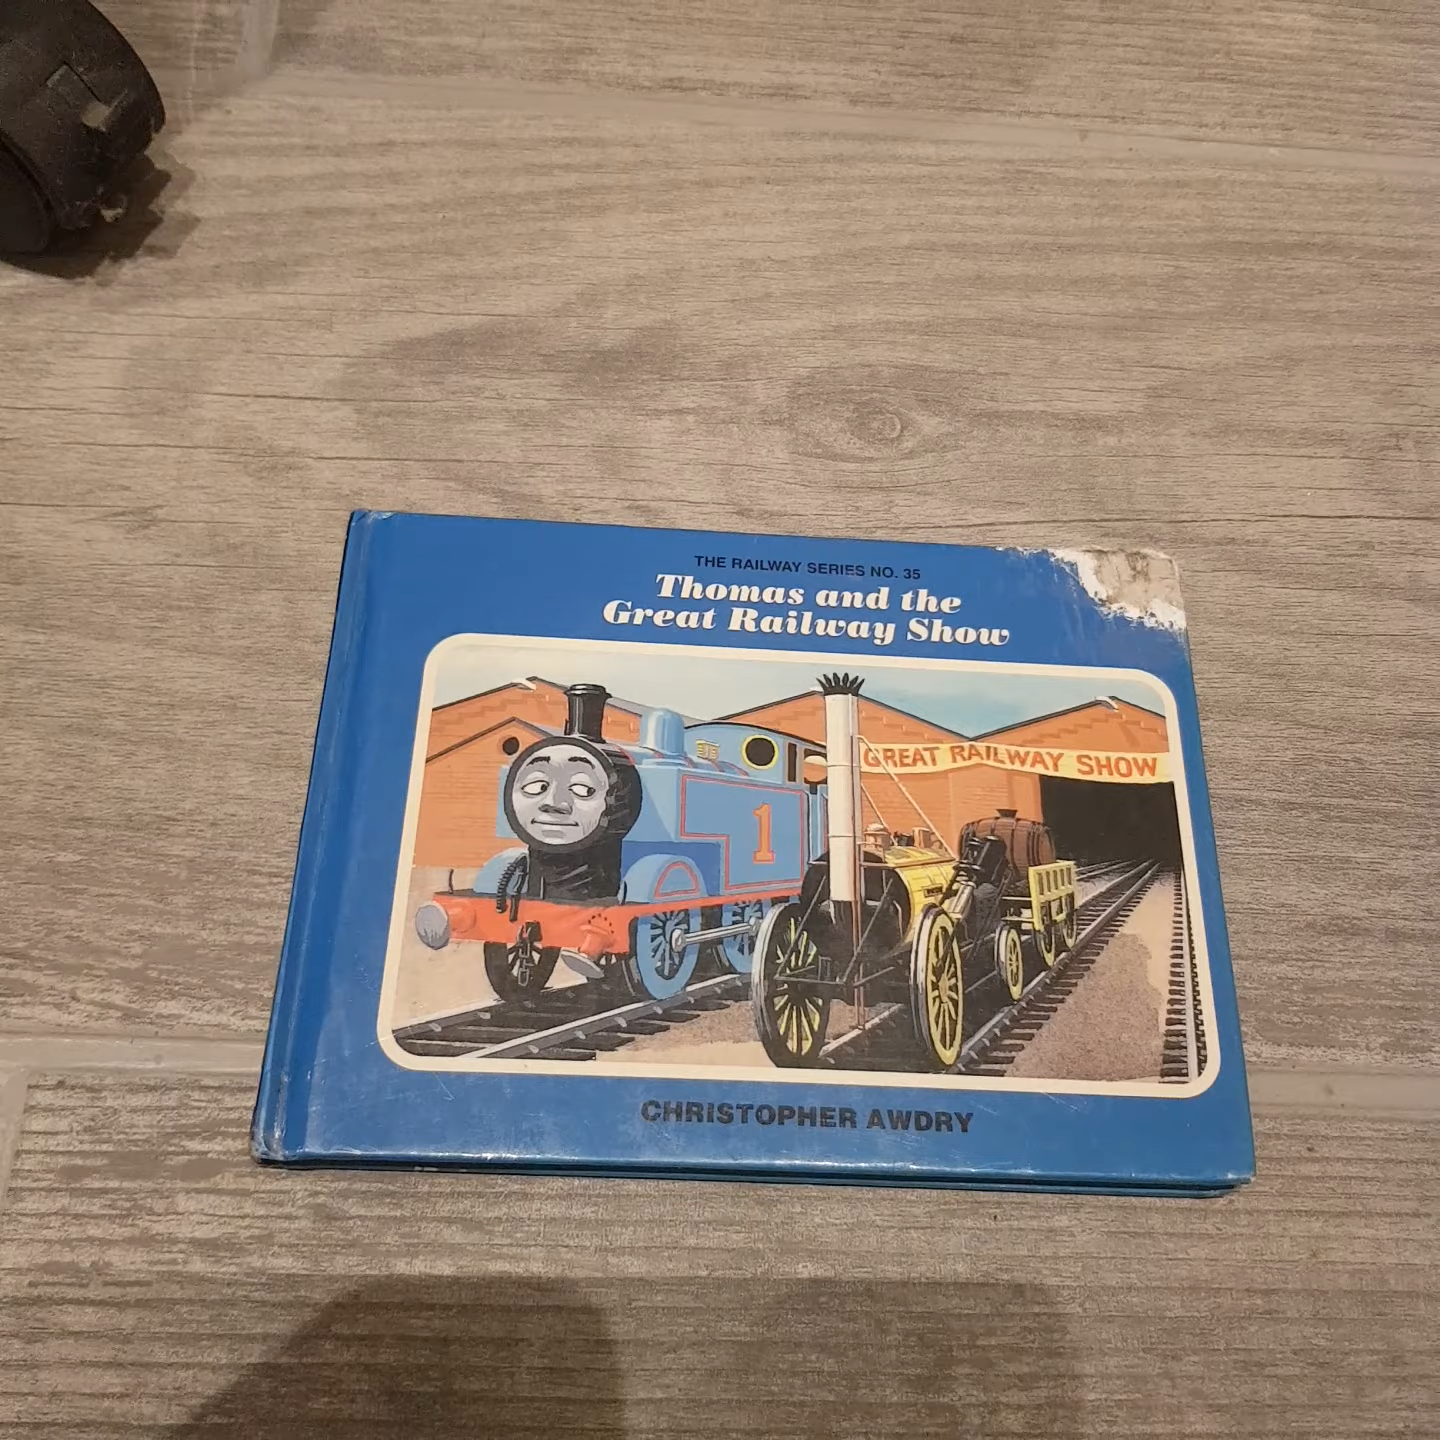 THE RAILWAY SERIES NO. 35
Thomas and the
Great Railway Show
GREAT RAILWAY SHOW
1
CHRISTOPHER AWDRY